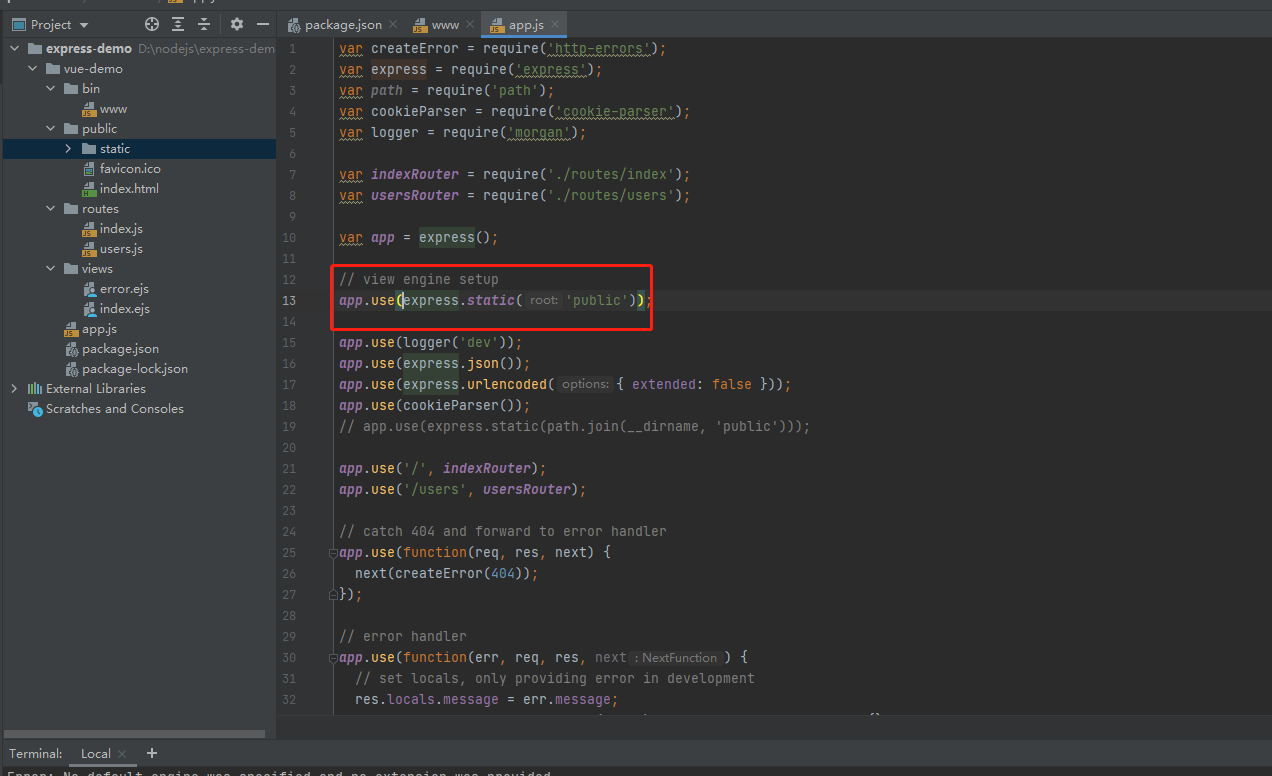 Project
package.json
www
app.js
express-demo D:\nodejs\express-dem
vue-demo
bin
www
public
static
favicon.ico
index.html
routes
index.js
users.js
views
error.ejs
index.ejs
app.js
package.json
package-lock.json
External Libraries
Scratches and Consoles
1 var createError = require('http-errors');
2 var express = require('express');
3 var path = require('path');
4 var cookieParser = require('cookie-parser');
5 var logger = require('morgan');
6
7 var indexRouter = require('./routes/index');
8 var usersRouter = require('./routes/users');
9
10 var app = express();
11
12 // view engine setup
13 app.use(express.static( root: 'public'));
14
15 app.use(logger('dev'));
16 app.use(express.json());
17 app.use(express.urlencoded( options: { extended: false }));
18 app.use(cookieParser());
19 // app.use(express.static(path.join(__dirname, 'public')));
20
21 app.use('/', indexRouter);
22 app.use('/users', usersRouter);
23
24 // catch 404 and forward to error handler
25 app.use(function(req, res, next) {
26   next(createError(404));
27 });
28
29 // error handler
30 app.use(function(err, req, res, next : NextFunction ) {
31   // set locals, only providing error in development
32   res.locals.message = err.message;
Terminal: Local +
Error: No default engine was specified and no extension was provided.